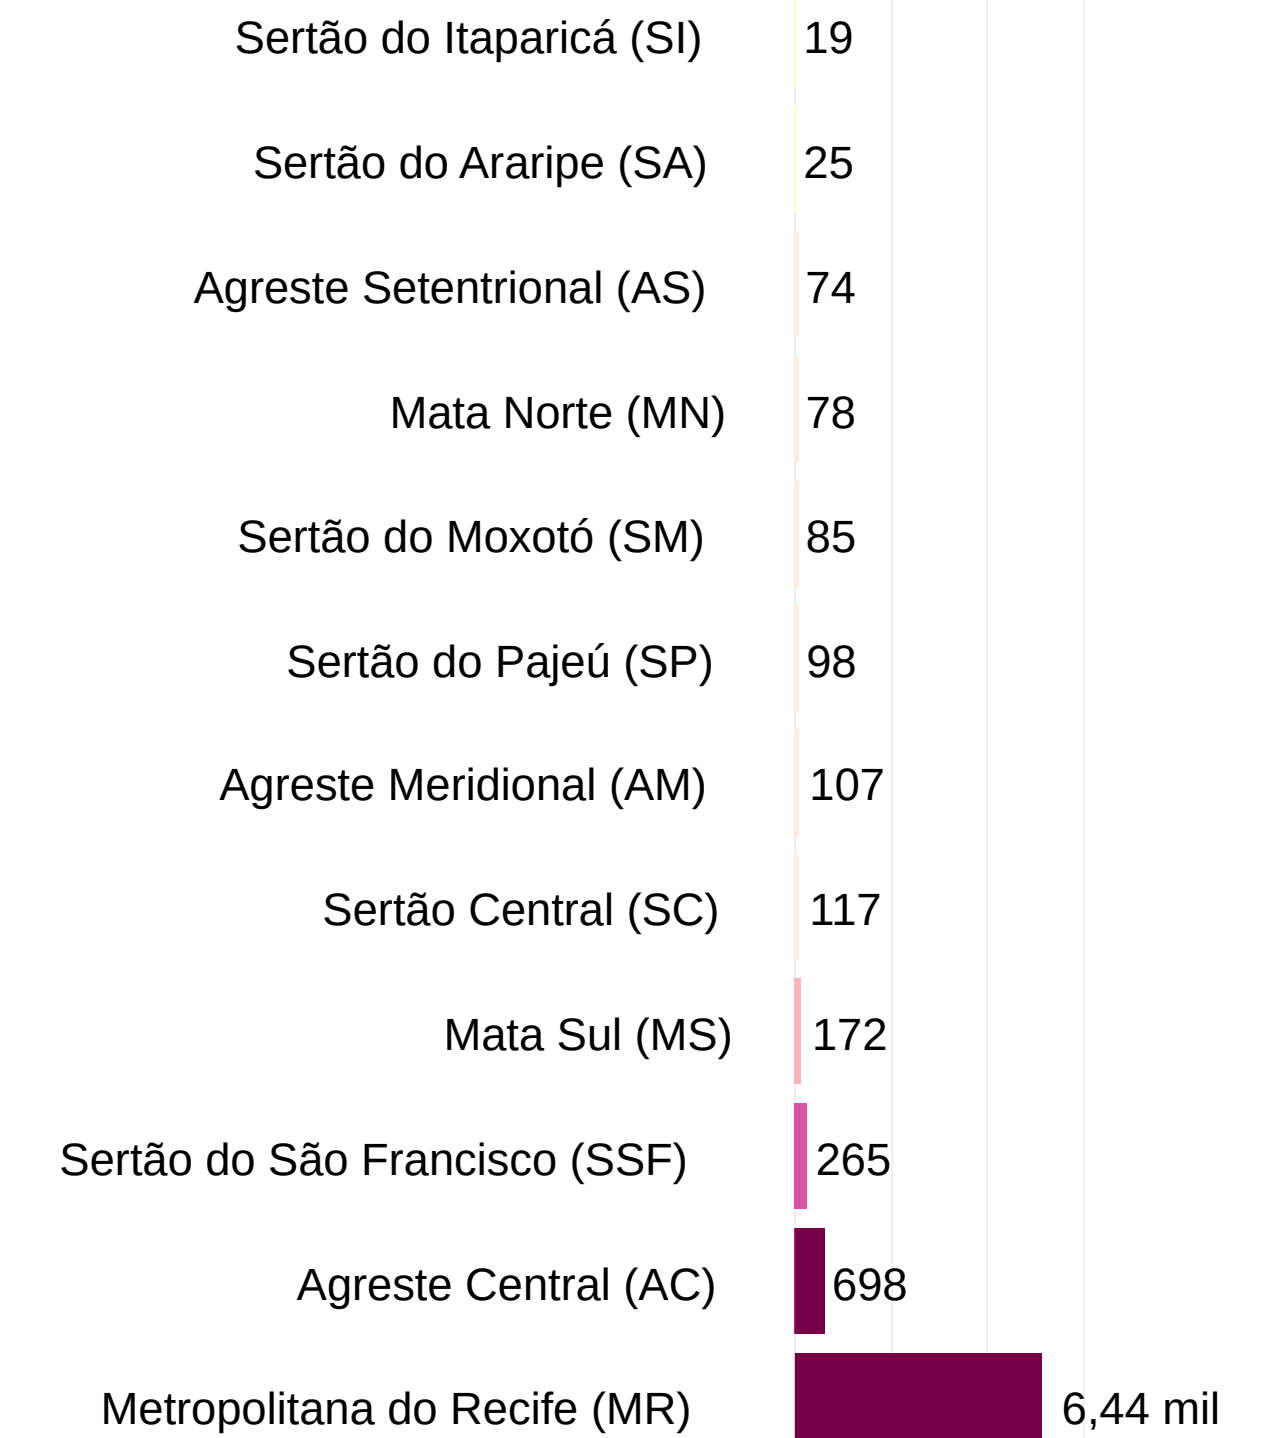 Sertão do Itaparicá (SI) 19
Sertão do Araripe (SA) 25
Agreste Setentrional (AS) 74
Mata Norte (MN) 78
Sertão do Moxotó (SM) 85
Sertão do Pajeú (SP) 98
Agreste Meridional (AM) 107
Sertão Central (SC) 117
Mata Sul (MS) 172
Sertão do São Francisco (SSF) 265
Agreste Central (AC) 698
Metropolitana do Recife (MR) 6,44 mil